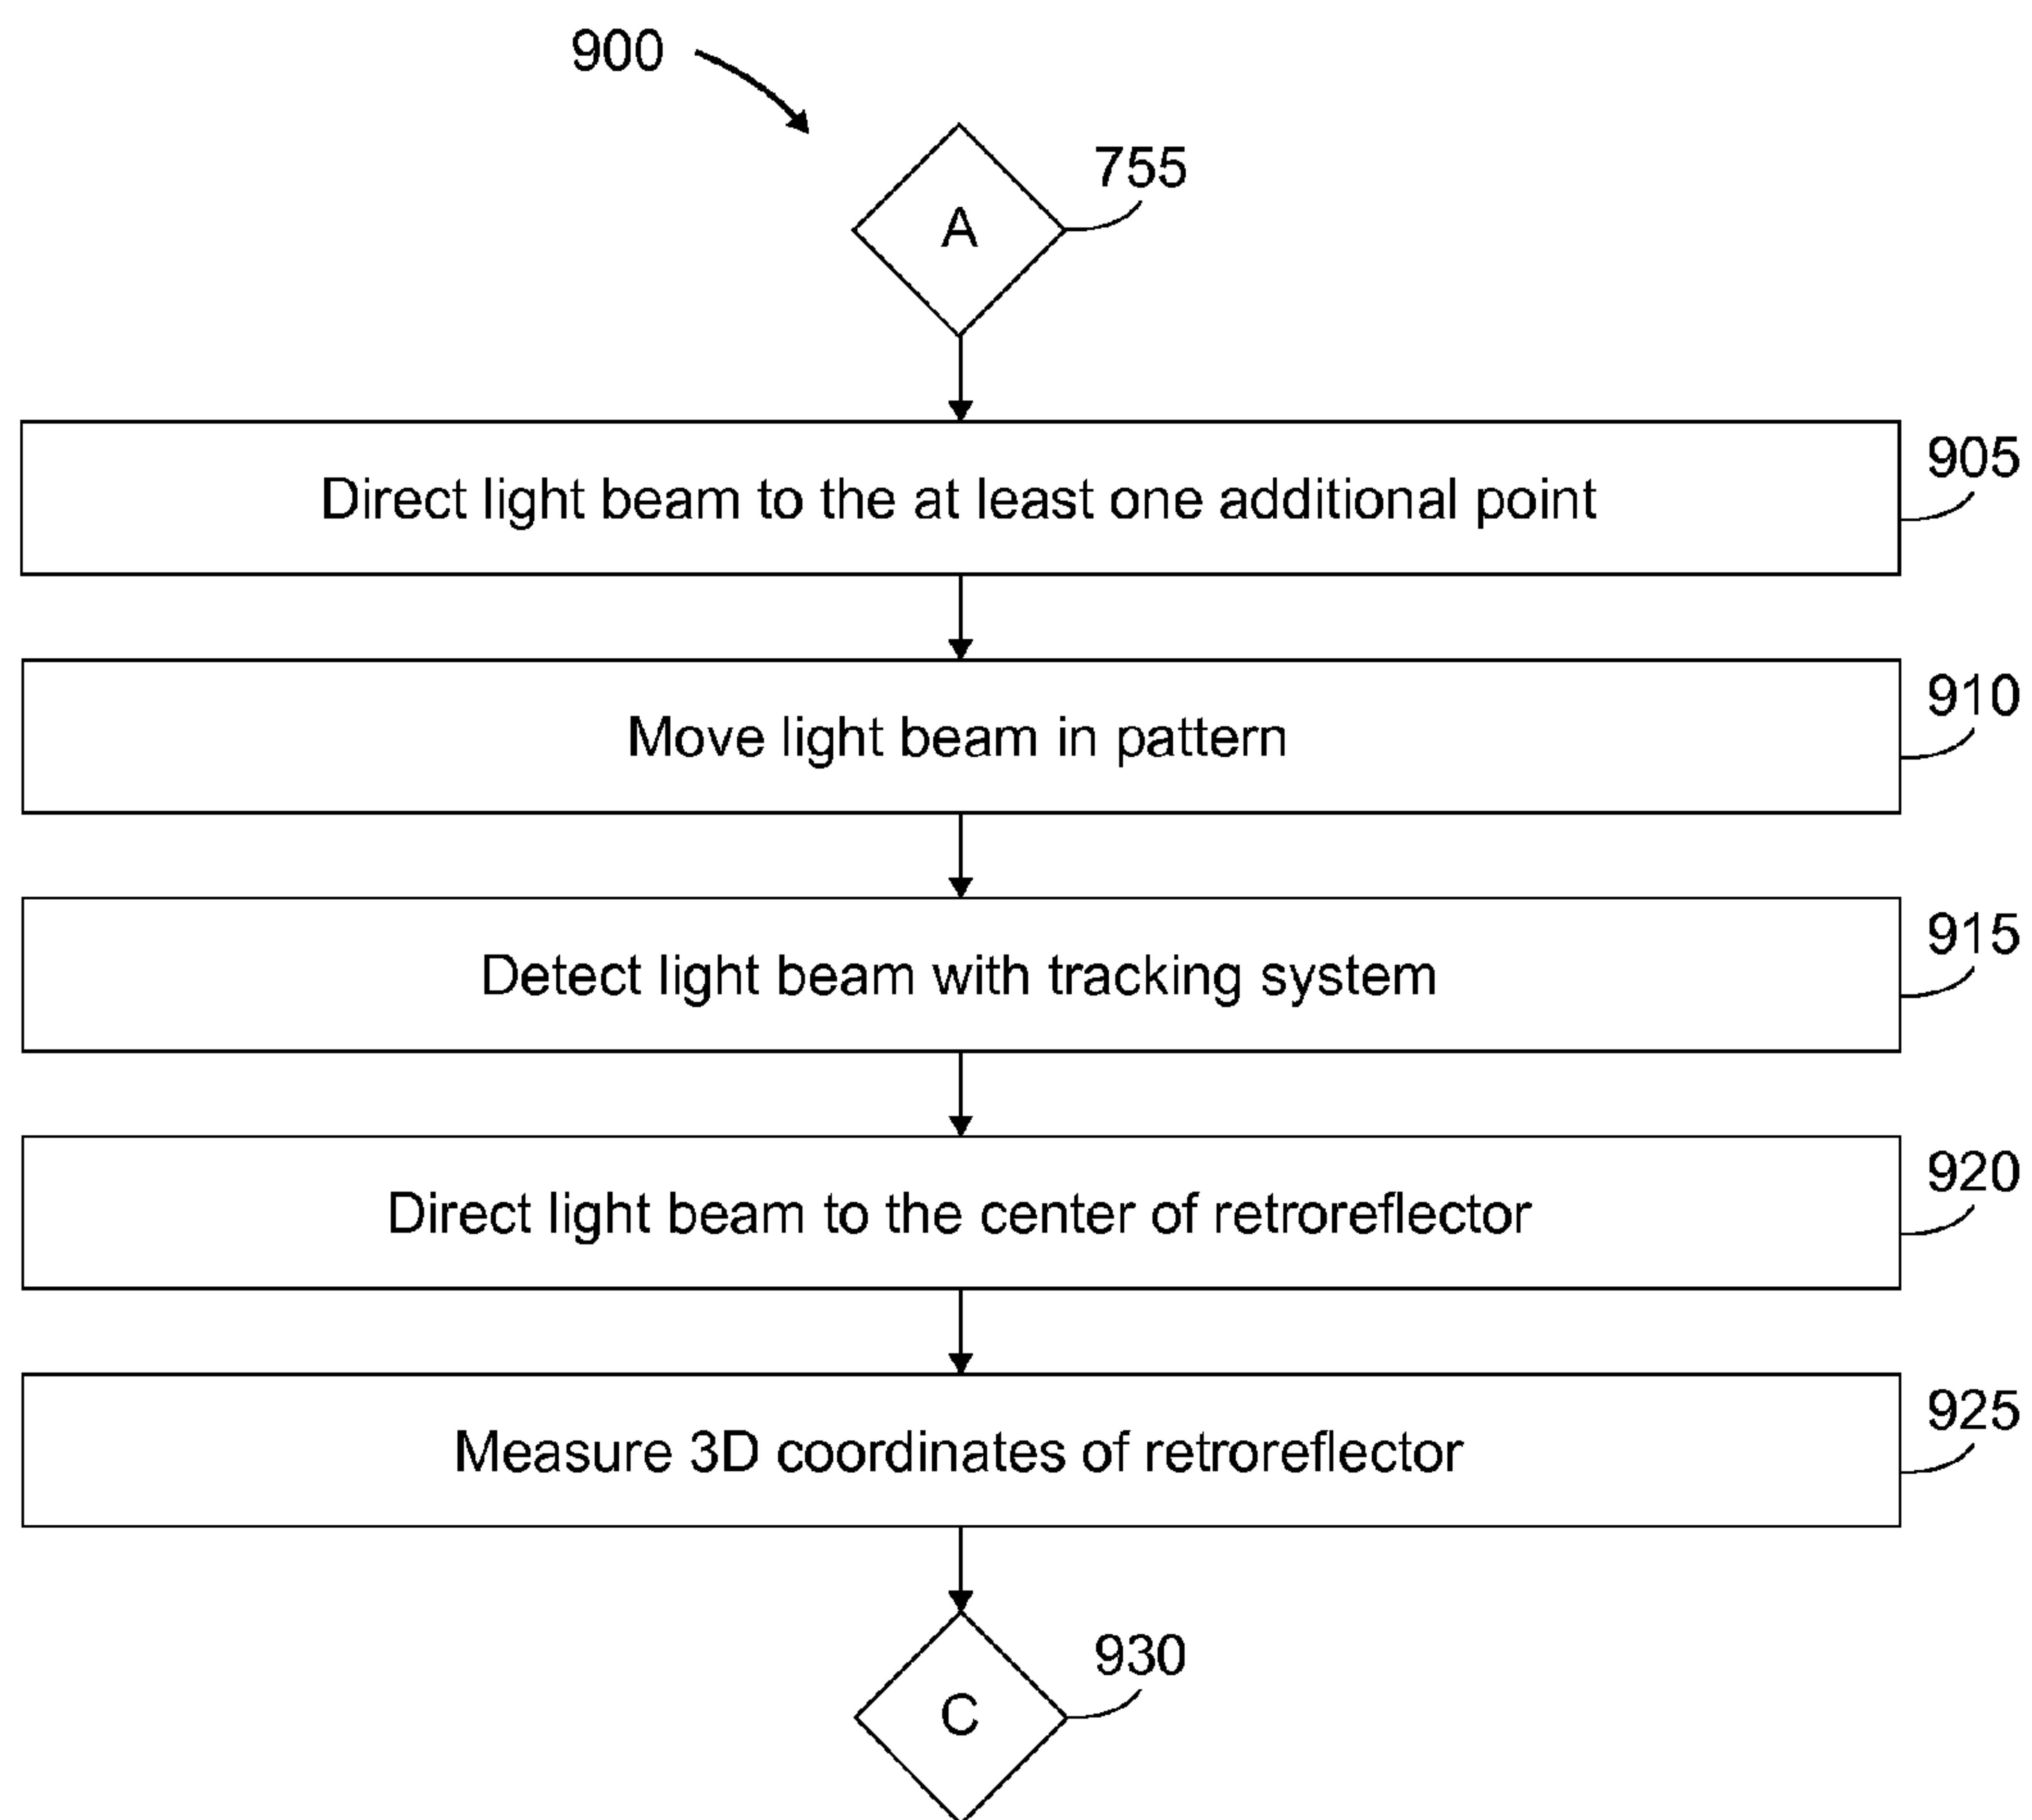 900
755
A
905
Direct light beam to the at least one additional point
910
Move light beam in pattern
915
Detect light beam with tracking system
920
Direct light beam to the center of retroreflector
925
Measure 3D coordinates of retroreflector
930
C